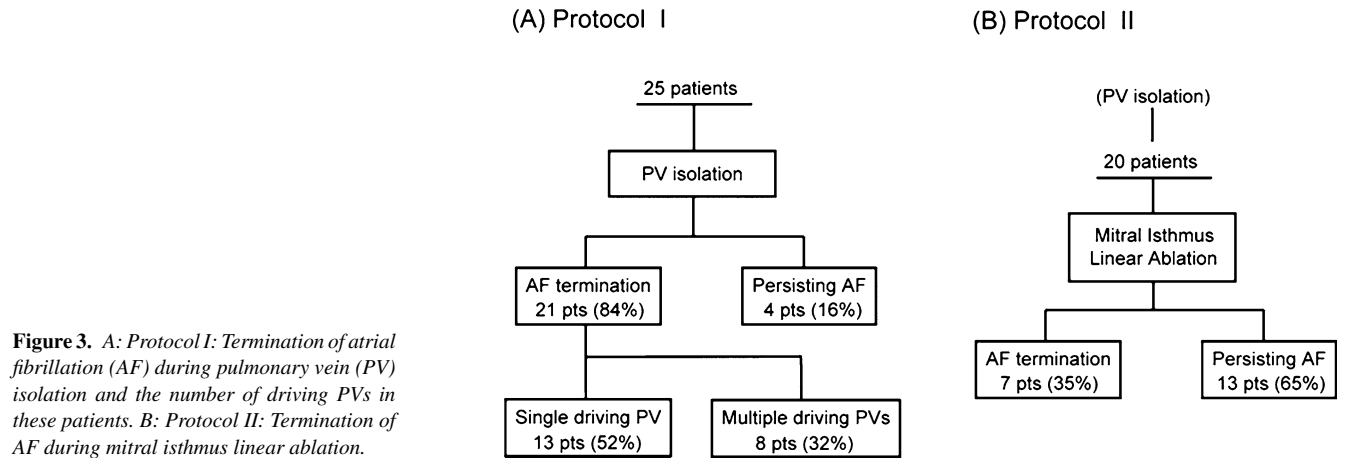 (A) Protocol I
25 patients
PV isolation
AF termination
21 pts (84%)
Persisting AF
4 pts (16%)
Single driving PV
13 pts (52%)
Multiple driving PVs
8 pts (32%)
(B) Protocol II
(PV isolation)
20 patients
Mitral Isthmus
Linear Ablation
AF termination
7 pts (35%)
Persisting AF
13 pts (65%)
Figure 3. A: Protocol I: Termination of atrial
fibrillation (AF) during pulmonary vein (PV)
isolation and the number of driving PVs in
these patients. B: Protocol II: Termination of
AF during mitral isthmus linear ablation.